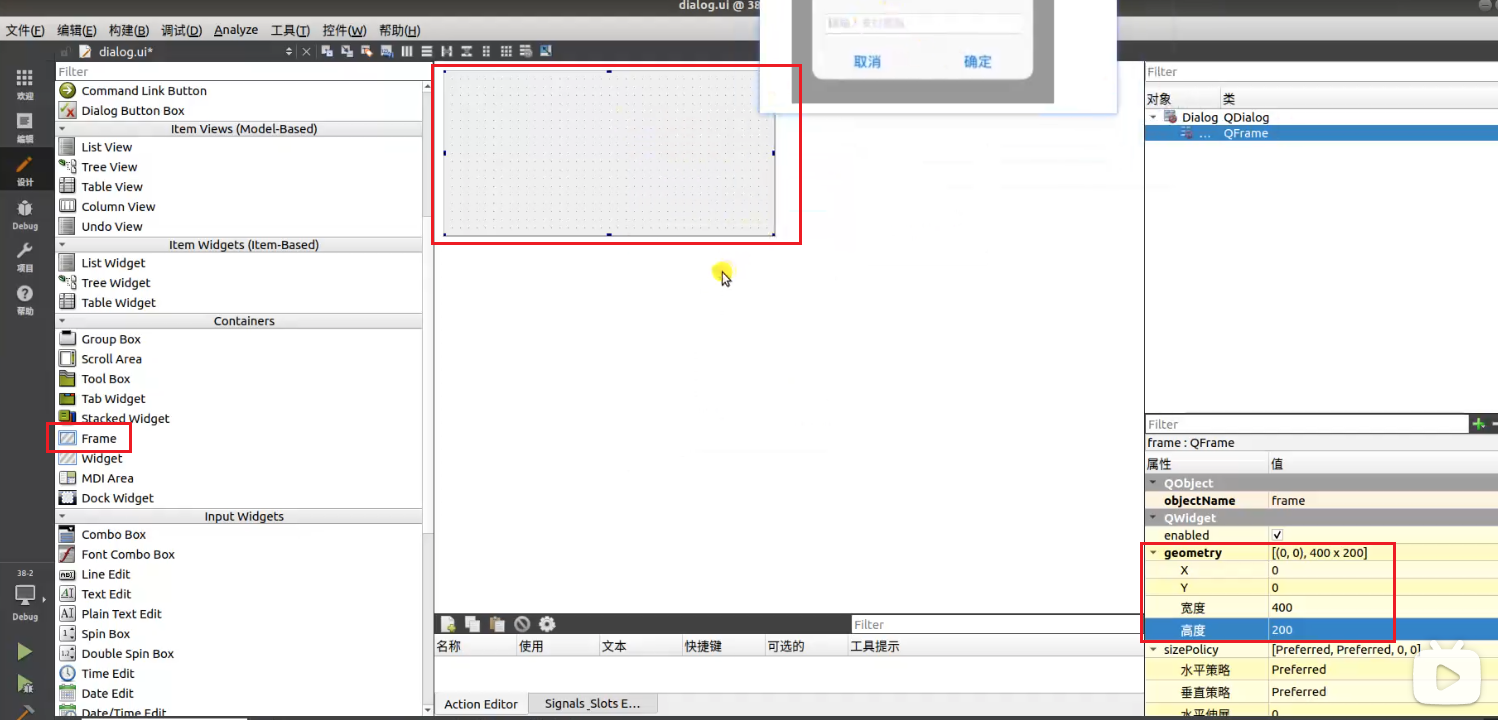 dialog.ui @ 38
文件(F) 编辑(E) 构建(B) 调试(D) Analyze 工具(T) 控件(W) 帮助(H)
dialog.ui*
取消 确定
欢迎
编辑
设计
Debug
项目
帮助
38-2
Debug
Filter
Command Link Button
Dialog Button Box
Item Views (Model-Based)
List View
Tree View
Table View
Column View
Undo View
Item Widgets (Item-Based)
List Widget
Tree Widget
Table Widget
Containers
Group Box
Scroll Area
Tool Box
Tab Widget
Stacked Widget
Frame
Widget
MDI Area
Dock Widget
Input Widgets
Combo Box
Font Combo Box
Line Edit
Text Edit
Plain Text Edit
Spin Box
Double Spin Box
Time Edit
Date Edit
Date/Time Edit
Filter
名称 使用 文本 快捷键 可选的 工具提示
Action Editor Signals_Slots E...
Filter
对象 类
Dialog QDialog
... QFrame
Filter
frame : QFrame
属性 值
QObject
objectName frame
QWidget
enabled
geometry [(0, 0), 400 x 200]
X 0
Y 0
宽度 400
高度 200
sizePolicy [Preferred, Preferred, 0, 0]
水平策略 Preferred
垂直策略 Preferred
水平伸展 0